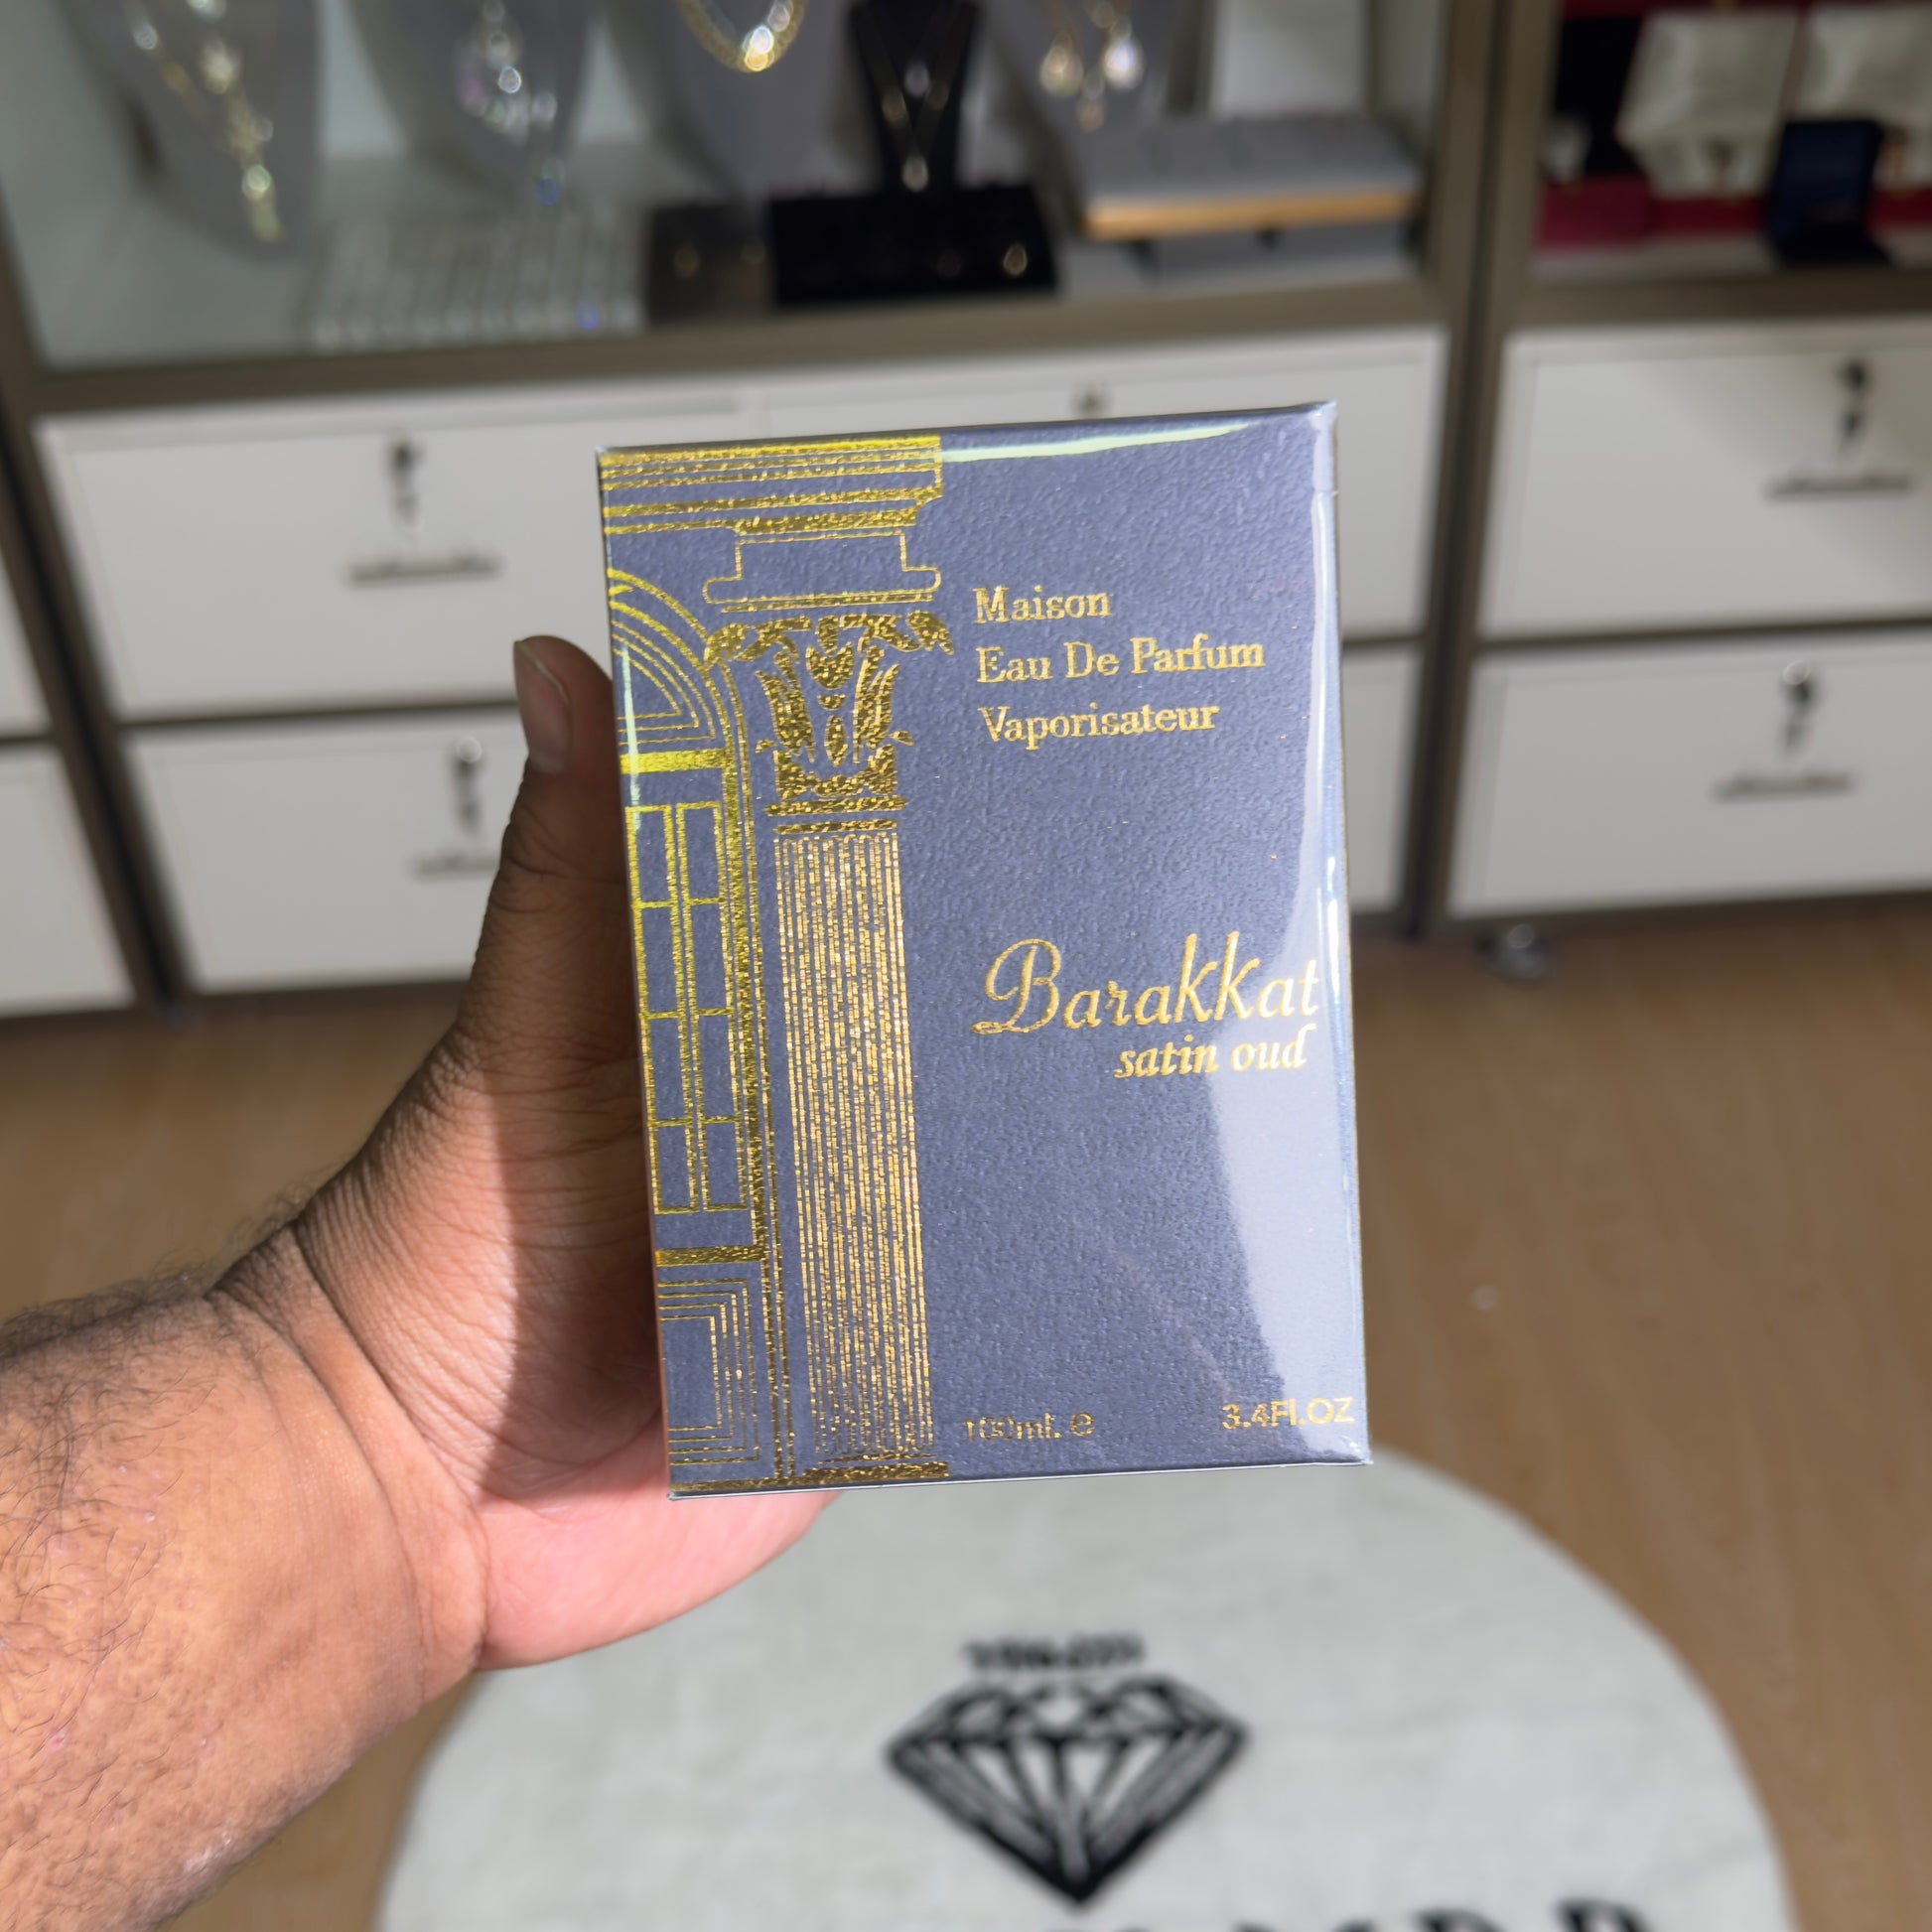 Maison
Eau De Parfum
Vaporisateur
Barakkat
satin oud
100ml. ℮
3.4Fl.OZ